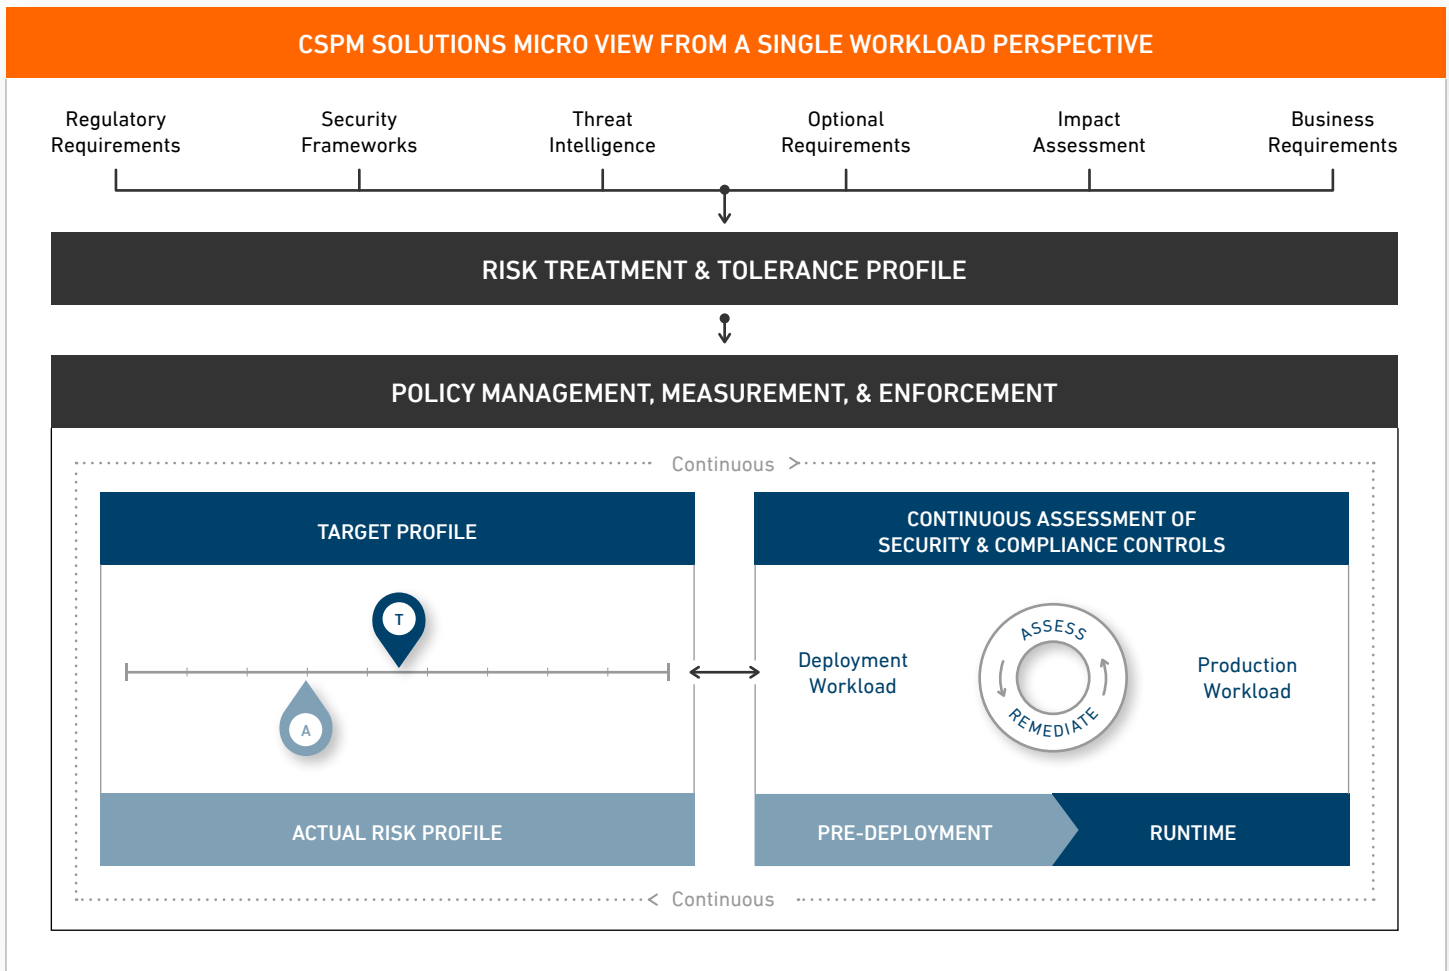 CSPM SOLUTIONS MICRO VIEW FROM A SINGLE WORKLOAD PERSPECTIVE
Regulatory
Requirements
Security
Frameworks
Threat
Intelligence
Optional
Requirements
Impact
Assessment
Business
Requirements
RISK TREATMENT & TOLERANCE PROFILE
POLICY MANAGEMENT, MEASUREMENT, & ENFORCEMENT
Continuous >
TARGET PROFILE
T
A
ACTUAL RISK PROFILE
CONTINUOUS ASSESSMENT OF
SECURITY & COMPLIANCE CONTROLS
Deployment
Workload
ASSESS
REMEDIATE
Production
Workload
PRE-DEPLOYMENT
RUNTIME
< Continuous